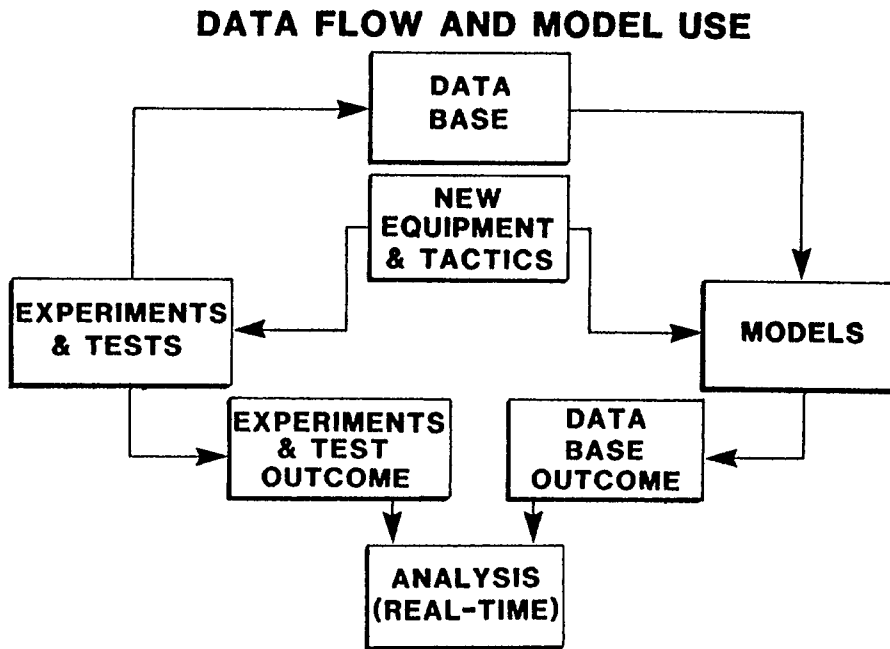 DATA FLOW AND MODEL USE
DATA
BASE
NEW
EQUIPMENT
& TACTICS
EXPERIMENTS
& TESTS
MODELS
EXPERIMENTS
& TEST
OUTCOME
DATA
BASE
OUTCOME
ANALYSIS
(REAL-TIME)